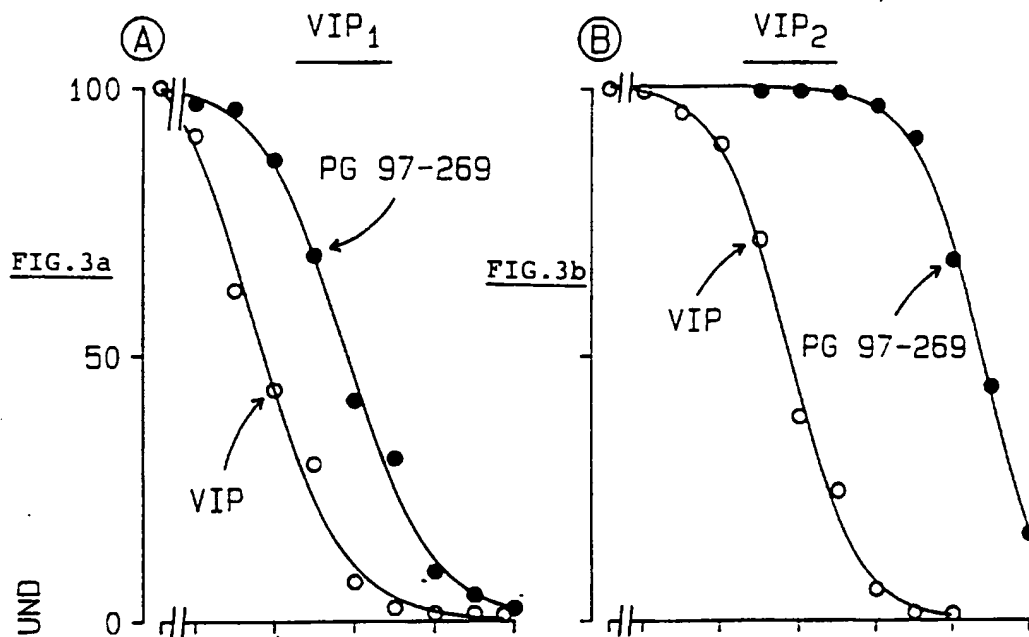 A
VIP1
B
VIP2
100
PG 97-269
FIG.3a
FIG.3b
VIP
PG 97-269
50
VIP
UND
0